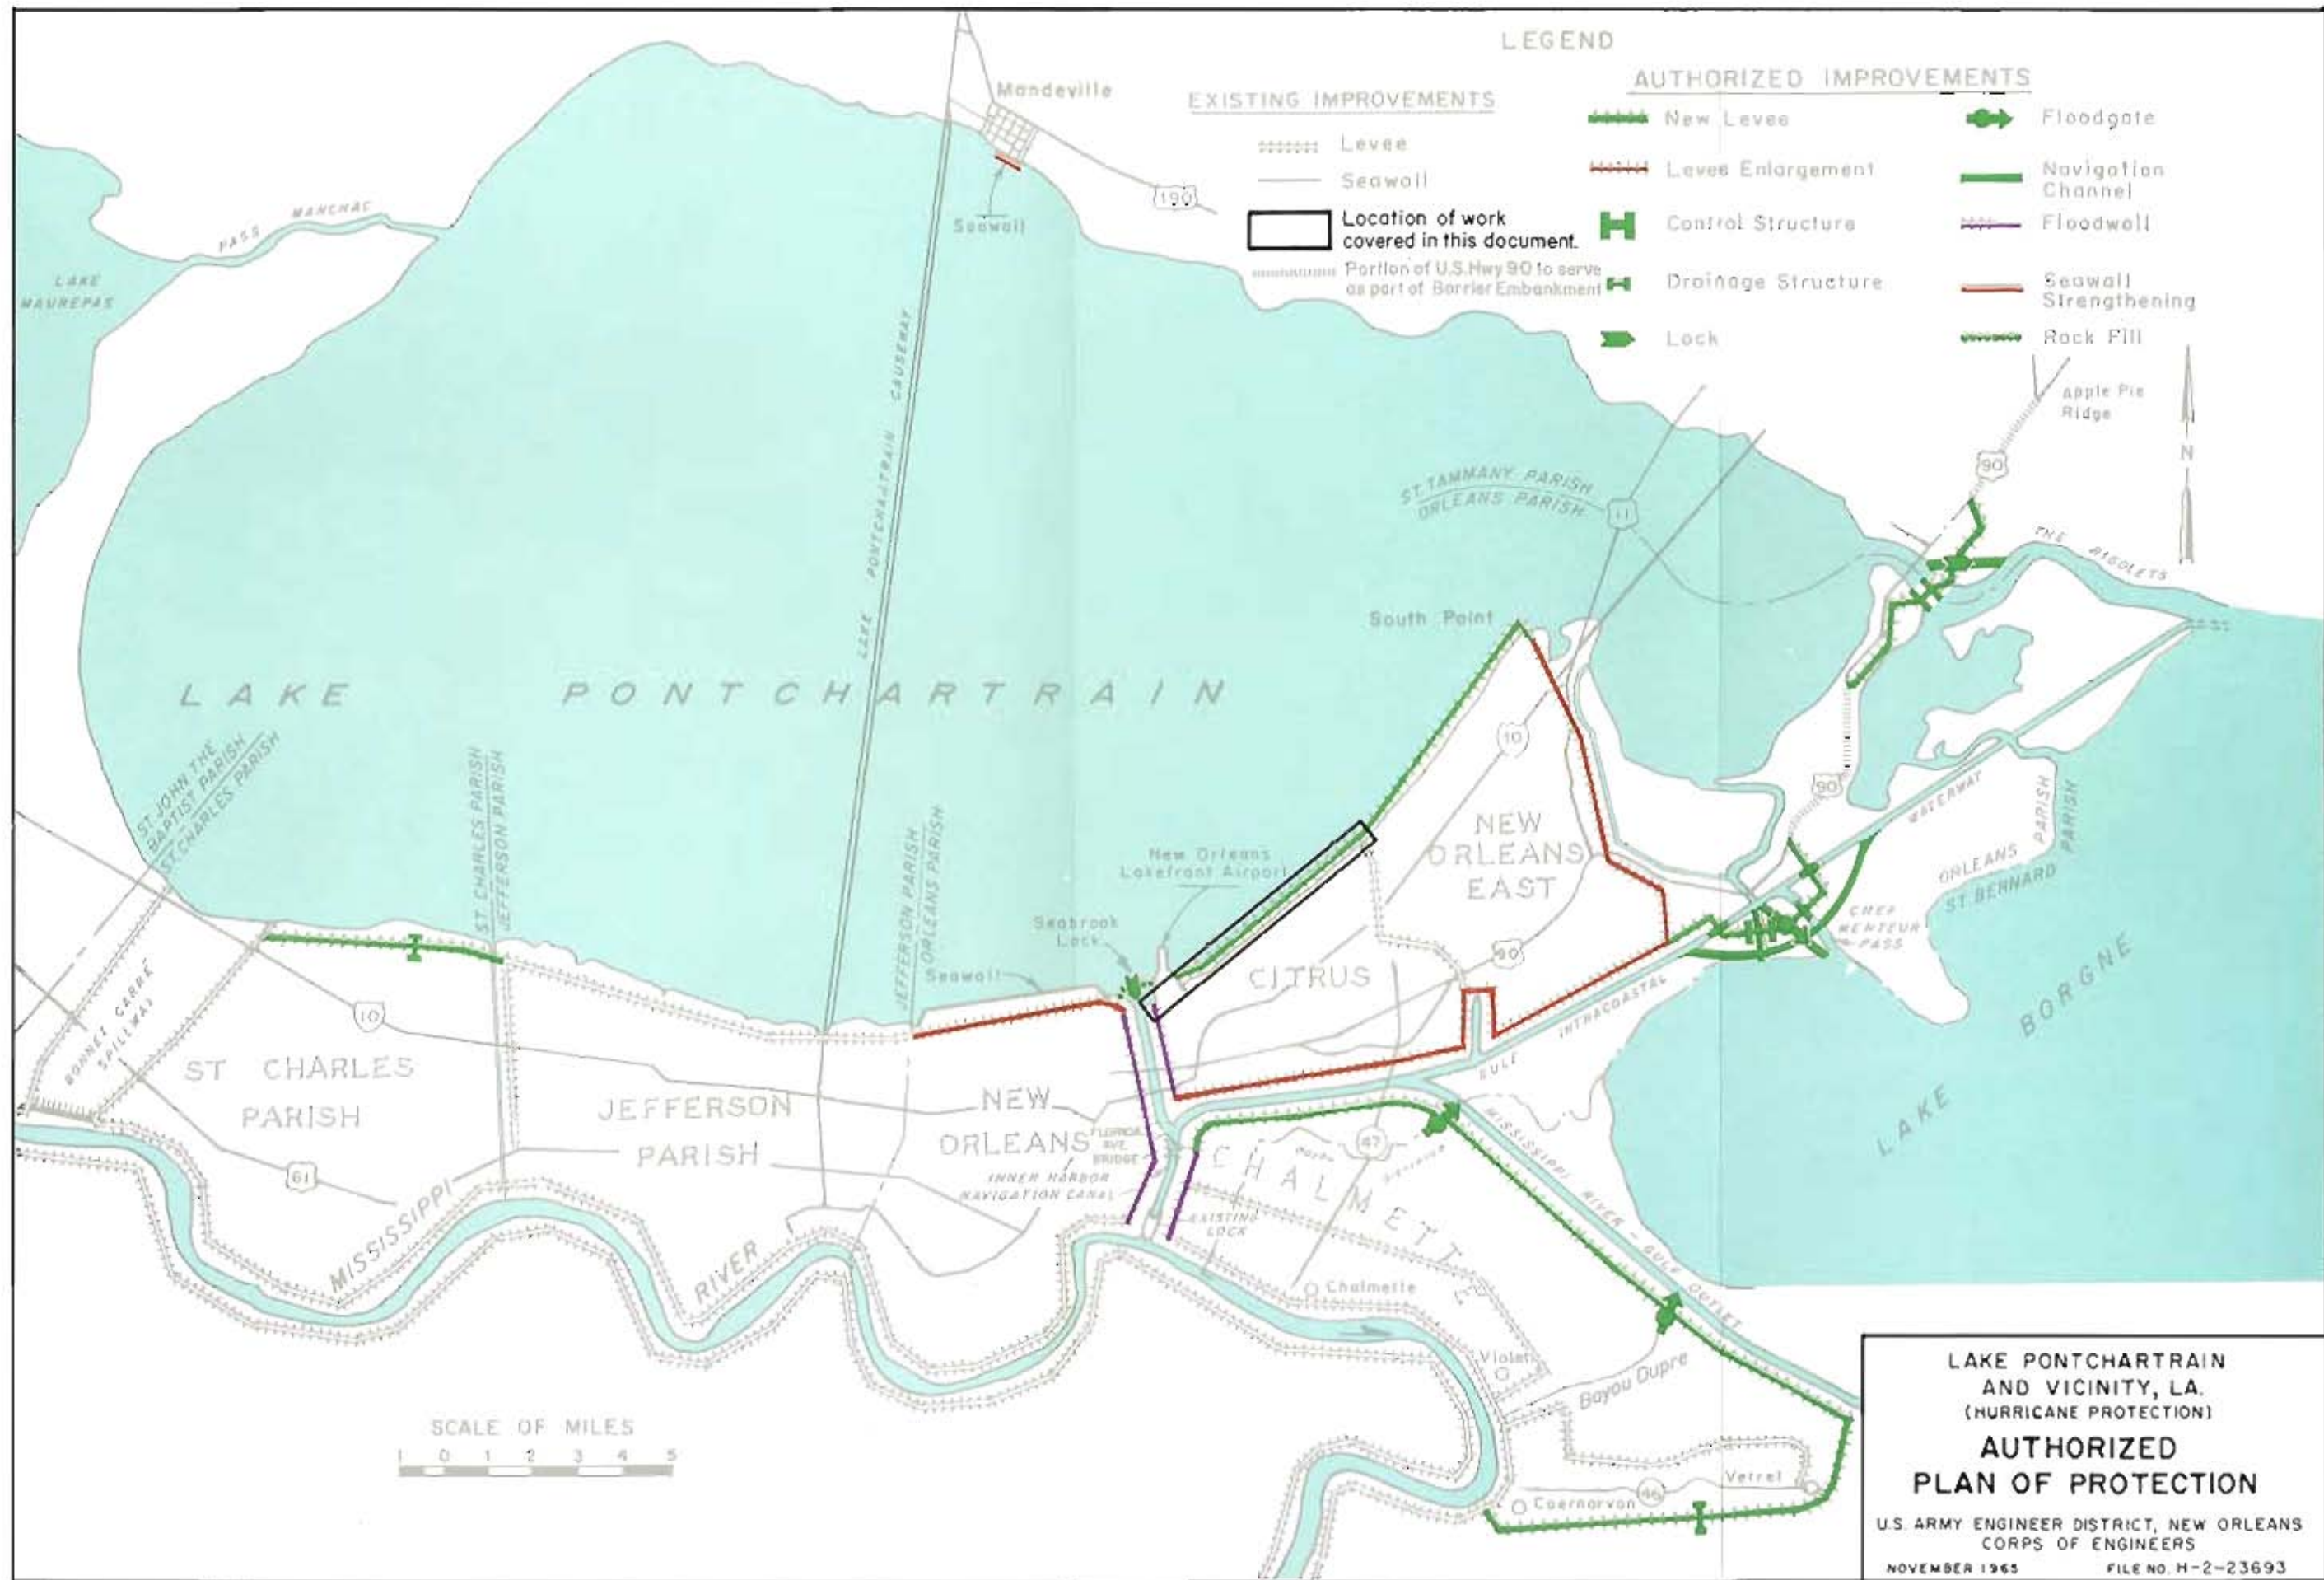 LEGEND
EXISTING IMPROVEMENTS
Levee
Seawall
Location of work
covered in this document.
Portion of U.S. Hwy 90 to serve
as part of Barrier Embankment
AUTHORIZED IMPROVEMENTS
New Levee
Levee Enlargement
Control Structure
Drainage Structure
Lock
Floodgate
Navigation
Channel
Floodwall
Seawall
Strengthening
Rock Fill
Mandeville
Seawall
190
PASS MANCHAC
LAKE
MAUREPAS
LAKE PONTCHARTRAIN CAUSEWAY
Apple Pie
Ridge
N
90
ST. TAMMANY PARISH
ORLEANS PARISH
11
THE RIGOLETS
South Point
LAKE PONTCHARTRAIN
10
ST. JOHN THE
BAPTIST PARISH
ST. CHARLES PARISH
ST. CHARLES PARISH
JEFFERSON PARISH
JEFFERSON PARISH
ORLEANS PARISH
New Orleans
Lakefront Airport
NEW
ORLEANS
EAST
90
WATERWAY
ORLEANS PARISH
ST. BERNARD PARISH
Seabrook
Lock
Seawall
CHEF
MENTEUR
PASS
CITRUS
90
BONNET CARRÉ
SPILLWAY
10
GULF INTRACOASTAL
LAKE BORGNE
ST CHARLES
PARISH
JEFFERSON
PARISH
NEW
ORLEANS
FLORIDA
AVE.
BRIDGE
INNER HARBOR
NAVIGATION CANAL
61
47
CHALMETTE
EXISTING
LOCK
MISSISSIPPI RIVER - GULF OUTLET
MISSISSIPPI RIVER
Chalmette
Violet
Bayou Dupre
Verret
Caernarvon
46
SCALE OF MILES
1 0 1 2 3 4 5
LAKE PONTCHARTRAIN
AND VICINITY, LA.
(HURRICANE PROTECTION)
AUTHORIZED
PLAN OF PROTECTION
U.S. ARMY ENGINEER DISTRICT, NEW ORLEANS
CORPS OF ENGINEERS
NOVEMBER 1965 FILE NO. H-2-23693